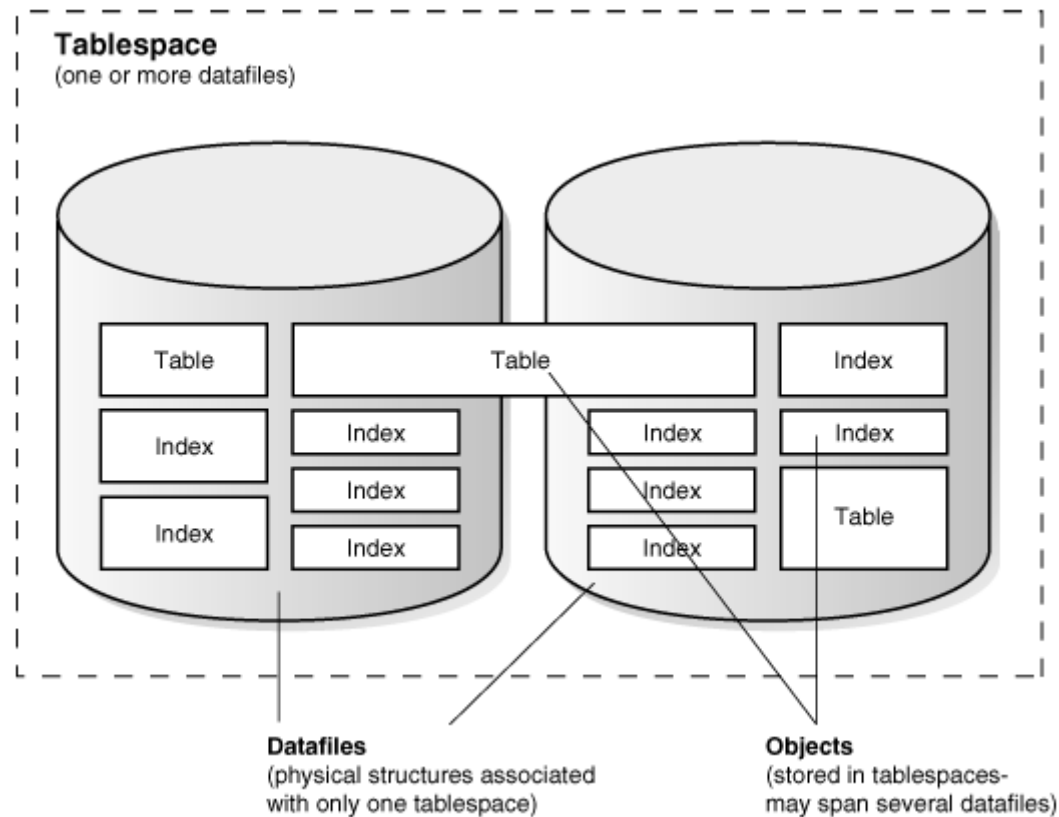 Tablespace
(one or more datafiles)
Table
Table
Index
Index
Index
Index
Index
Index
Index
Index
Table
Index
Index
Index
Datafiles
(physical structures associated
with only one tablespace)
Objects
(stored in tablespaces-
may span several datafiles)